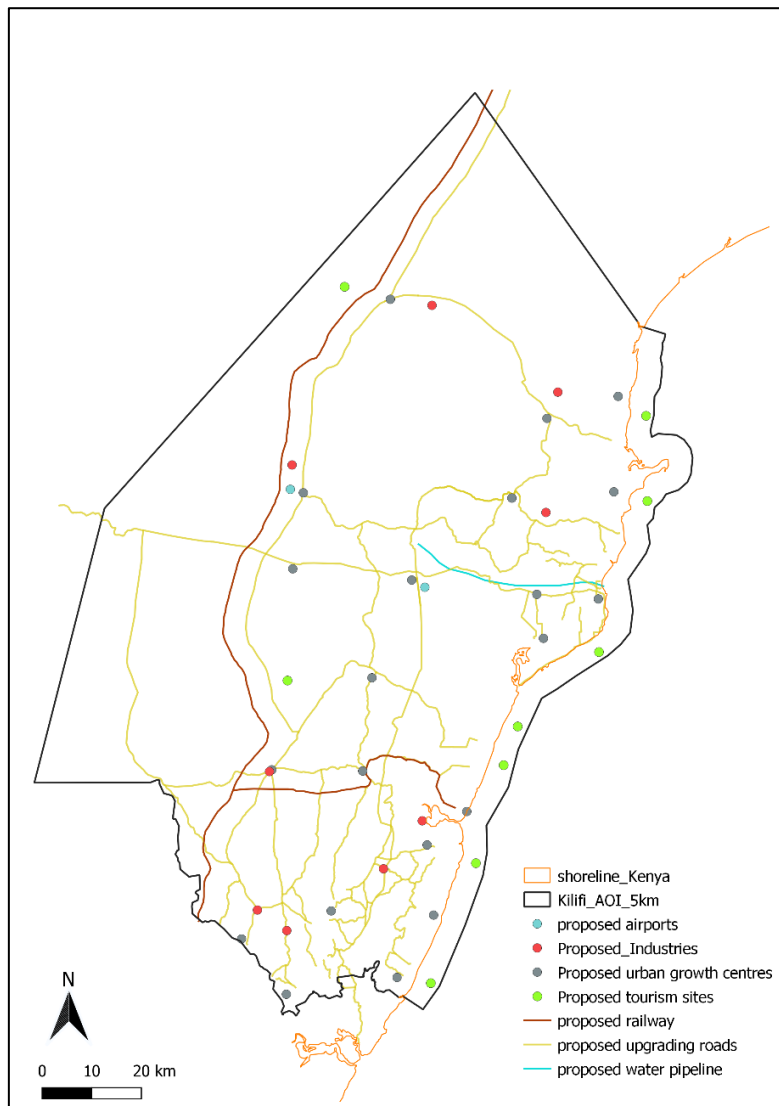 shoreline_Kenya
Kilifi_AOI_5km
proposed airports
Proposed_Industries
Proposed urban growth centres
Proposed tourism sites
proposed railway
proposed upgrading roads
proposed water pipeline
N
0 10 20 km